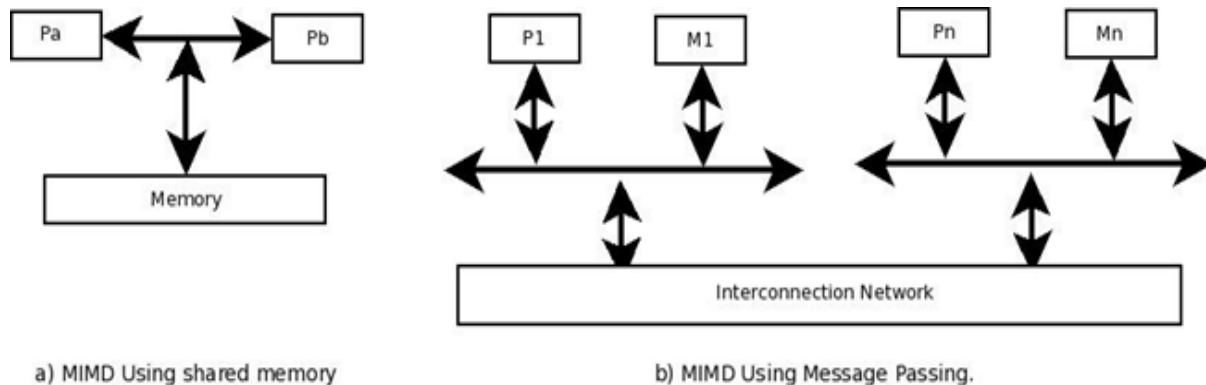 Pa
Pb
Memory
a) MIMD Using shared memory
P1
M1
Pn
Mn
Interconnection Network
b) MIMD Using Message Passing.